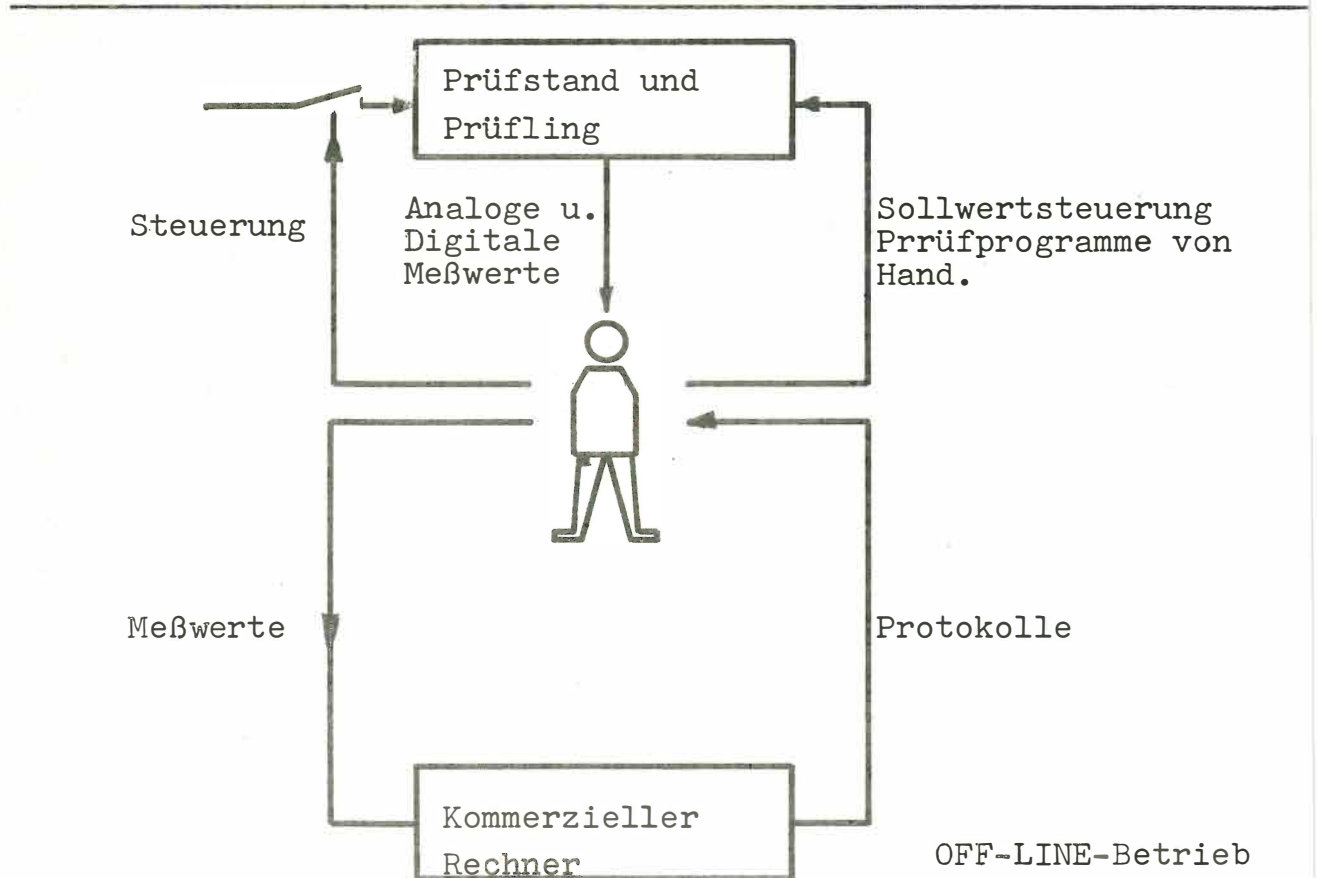 Prüfstand und
Prüfling
Steuerung
Analoge u.
Digitale
Meßwerte
Sollwertsteuerung
Prrüfprogramme von
Hand.
Meßwerte
Protokolle
Kommerzieller
Rechner
OFF-LINE-Betrieb